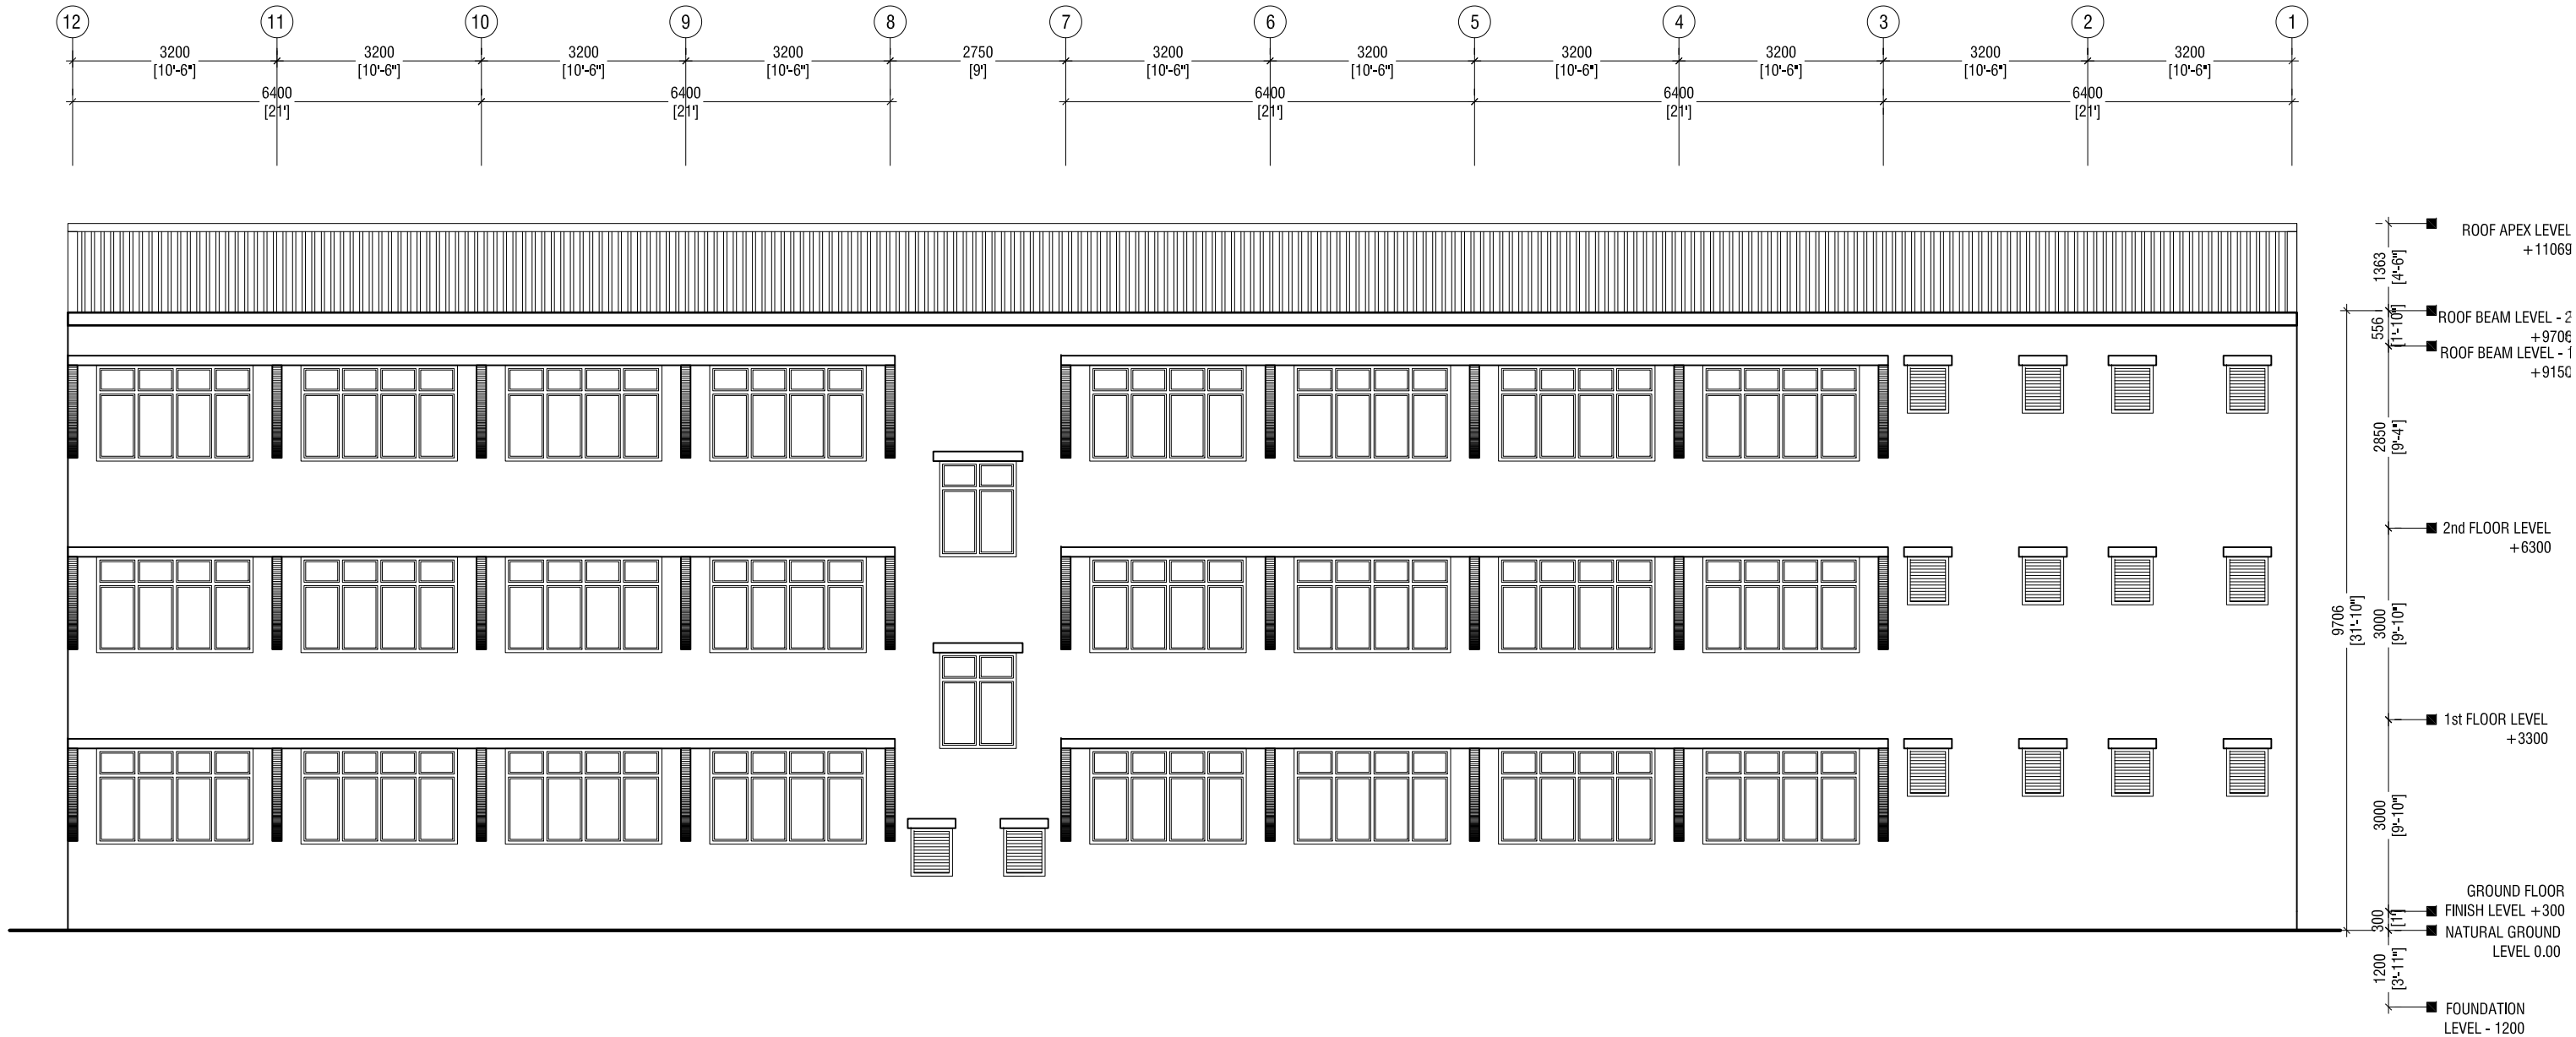 12 11 10 9 8 7 6 5 4 3 2 1
3200 3200 3200 3200 2750 3200 3200 3200 3200 3200 3200
[10'-6"] [10'-6"] [10'-6"] [10'-6"] [9'] [10'-6"] [10'-6"] [10'-6"] [10'-6"] [10'-6"] [10'-6"]
6400 6400 6400 6400 6400
[21'] [21'] [21'] [21'] [21']
ROOF APEX LEVEL
+11069
1363
[4'-6"]
ROOF BEAM LEVEL - 2
+9706
556
[1'-10"]
ROOF BEAM LEVEL - 1
+9150
2850
[9'-4"]
2nd FLOOR LEVEL
+6300
9706
[31'-10"]
3000
[9'-10"]
1st FLOOR LEVEL
+3300
3000
[9'-10"]
GROUND FLOOR
FINISH LEVEL +300
300
[1']
NATURAL GROUND
LEVEL 0.00
1200
[3'-11"]
FOUNDATION
LEVEL - 1200